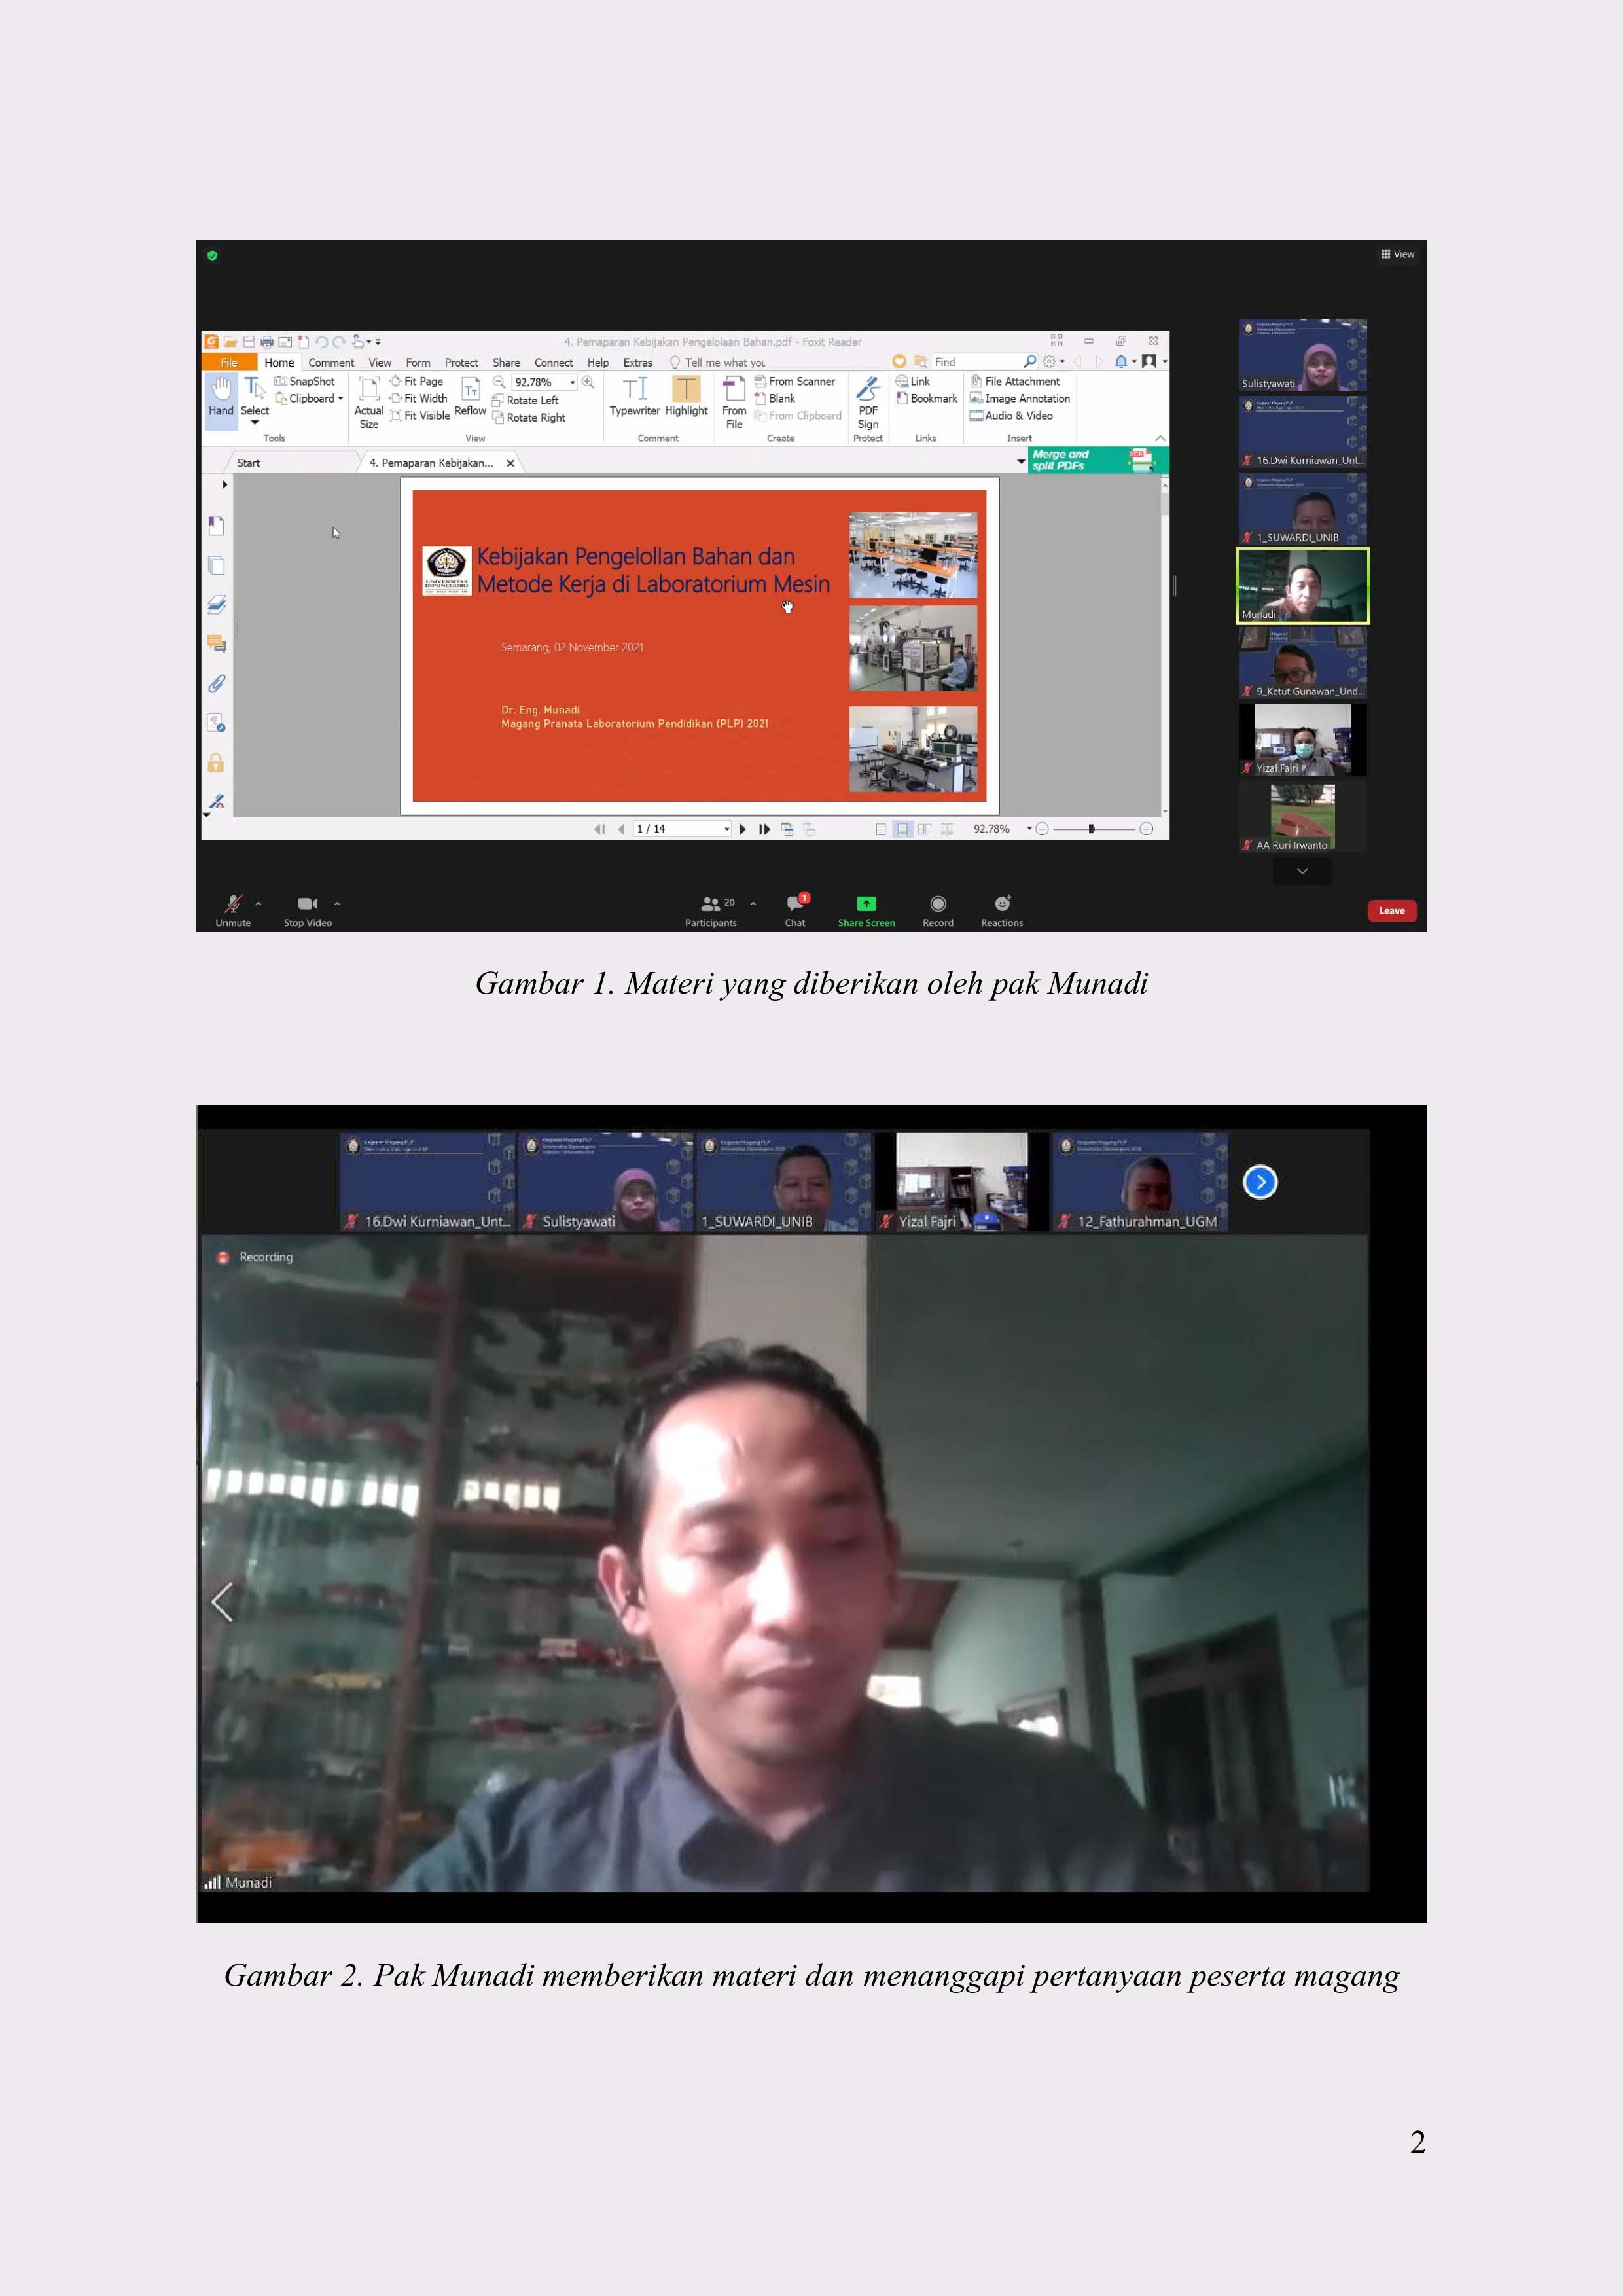 View
4. Pemaparan Kebijakan Pengelolaan Bahan.pdf - Foxit Reader
File Home Comment View Form Protect Share Connect Help Extras Tell me what you Find
SnapShot
Clipboard
Hand Select
Tools
Actual Size
Fit Page
Fit Width
Fit Visible
Reflow
92.78%
Rotate Left
Rotate Right
View
Typewriter Highlight
Comment
From File
From Scanner
Blank
From Clipboard
Create
PDF Sign
Protect
Link
Bookmark
Links
File Attachment
Image Annotation
Audio & Video
Insert
Start
4. Pemaparan Kebijakan...
Merge and
split PDFs
UNIVERSITAS
DIPONEGORO
Kebijakan Pengelollan Bahan dan
Metode Kerja di Laboratorium Mesin
Semarang, 02 November 2021
Dr. Eng. Munadi
Magang Pranata Laboratorium Pendidikan (PLP) 2021
1 / 14
92.78%
Sulistyawati
16.Dwi Kurniawan_Unt...
1_SUWARDI_UNIB
Munadi
9_Ketut Gunawan_Und...
Yizal Fajri
AA Ruri Irwanto
Unmute
Stop Video
20
Participants
1
Chat
Share Screen
Record
Reactions
Leave
Gambar 1. Materi yang diberikan oleh pak Munadi
16.Dwi Kurniawan_Unt...
Sulistyawati
1_SUWARDI_UNIB
Yizal Fajri
12_Fathurahman_UGM
Recording
Munadi
Gambar 2. Pak Munadi memberikan materi dan menanggapi pertanyaan peserta magang
2